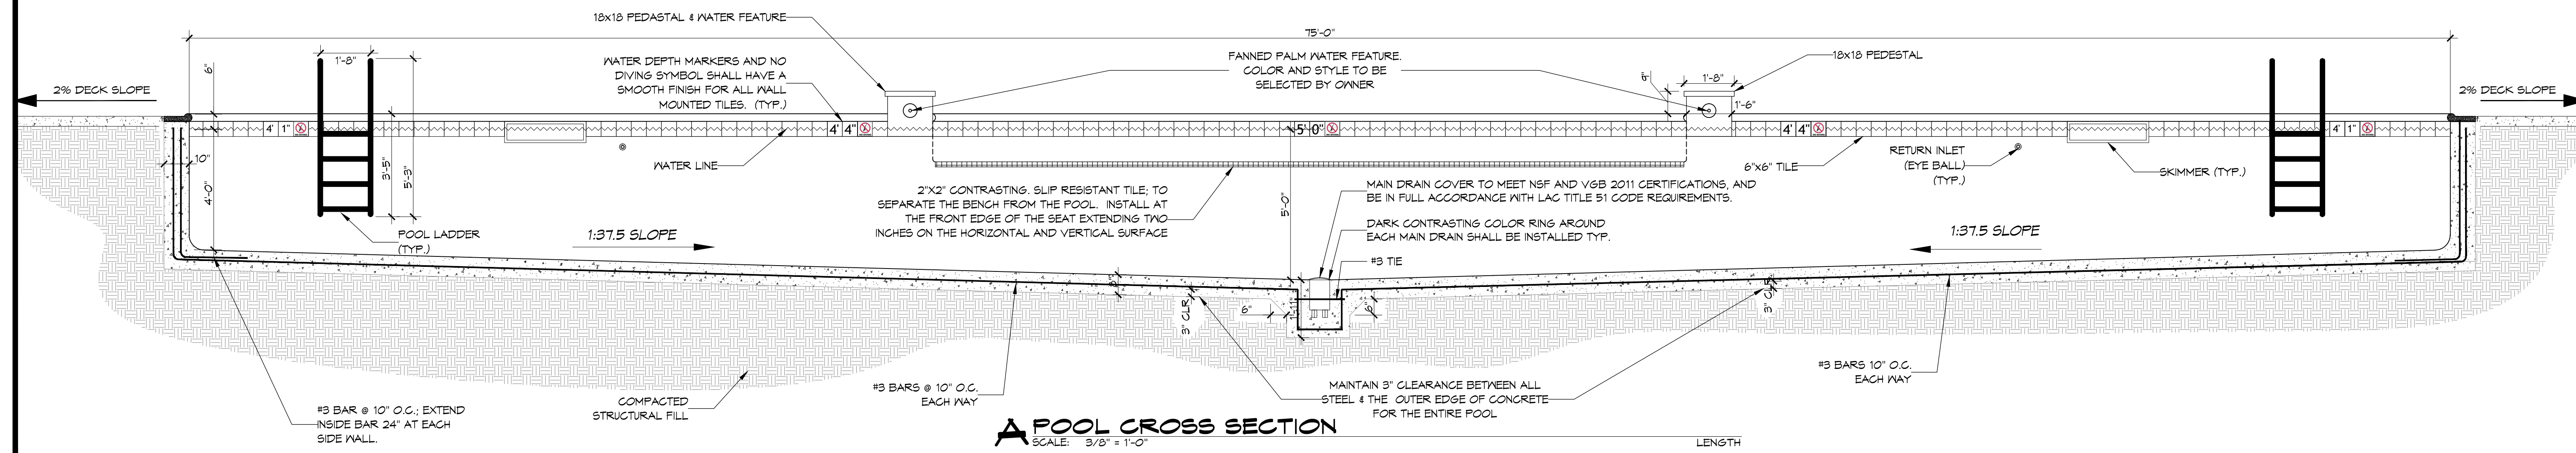 18x18 PEDASTAL & WATER FEATURE
75'-0"
6"
1'-8"
WATER DEPTH MARKERS AND NO
DIVING SYMBOL SHALL HAVE A
SMOOTH FINISH FOR ALL WALL
MOUNTED TILES. (TYP.)
FANNED PALM WATER FEATURE.
COLOR AND STYLE TO BE
SELECTED BY OWNER
9"
1'-8"
18x18 PEDESTAL
1'-6"
2% DECK SLOPE
2% DECK SLOPE
4' 1"
4' 4"
5' 0"
4' 4"
4' 1"
10"
4'-0"
3'-5"
5'-3"
WATER LINE
6"x6" TILE
RETURN INLET
(EYE BALL)
(TYP.)
SKIMMER (TYP.)
2"X2" CONTRASTING, SLIP RESISTANT TILE; TO
SEPARATE THE BENCH FROM THE POOL. INSTALL AT
THE FRONT EDGE OF THE SEAT EXTENDING TWO
INCHES ON THE HORIZONTAL AND VERTICAL SURFACE
5'-0"
MAIN DRAIN COVER TO MEET NSF AND VGB 2011 CERTIFICATIONS, AND
BE IN FULL ACCORDANCE WITH LAC TITLE 51 CODE REQUIREMENTS.
DARK CONTRASTING COLOR RING AROUND
EACH MAIN DRAIN SHALL BE INSTALLED TYP.
#3 TIE
POOL LADDER
(TYP.)
1:37.5 SLOPE
1:37.5 SLOPE
8"
3" CLR
6"
1'-11"
6"
3" CLR
#3 BAR @ 10" O.C.; EXTEND
INSIDE BAR 24" AT EACH
SIDE WALL.
COMPACTED
STRUCTURAL FILL
#3 BARS @ 10" O.C.
EACH WAY
MAINTAIN 3" CLEARANCE BETWEEN ALL
STEEL & THE OUTER EDGE OF CONCRETE
FOR THE ENTIRE POOL
#3 BARS 10" O.C.
EACH WAY
A POOL CROSS SECTION
SCALE: 3/8" = 1'-0"
LENGTH